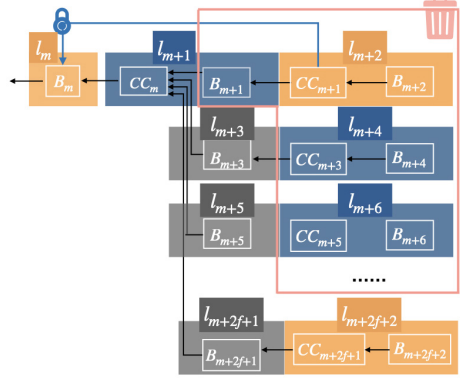 l_m l_{m+1} l_{m+2}
B_m CC_m B_{m+1} CC_{m+1} B_{m+2}
l_{m+3} l_{m+4}
B_{m+3} CC_{m+3} B_{m+4}
l_{m+5} l_{m+6}
B_{m+5} CC_{m+5} B_{m+6}
......
l_{m+2f+1} l_{m+2f+2}
B_{m+2f+1} CC_{m+2f+1} B_{m+2f+2}